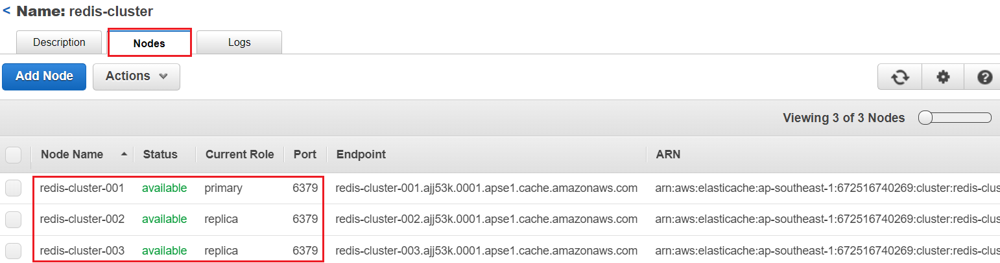 < Name: redis-cluster
Description Nodes Logs
Add Node Actions
Viewing 3 of 3 Nodes
Node Name Status Current Role Port Endpoint ARN
redis-cluster-001 available primary 6379 redis-cluster-001.ajj53k.0001.apse1.cache.amazonaws.com arn:aws:elasticache:ap-southeast-1:672516740269:cluster:redis-clus
redis-cluster-002 available replica 6379 redis-cluster-002.ajj53k.0001.apse1.cache.amazonaws.com arn:aws:elasticache:ap-southeast-1:672516740269:cluster:redis-clus
redis-cluster-003 available replica 6379 redis-cluster-003.ajj53k.0001.apse1.cache.amazonaws.com arn:aws:elasticache:ap-southeast-1:672516740269:cluster:redis-clus